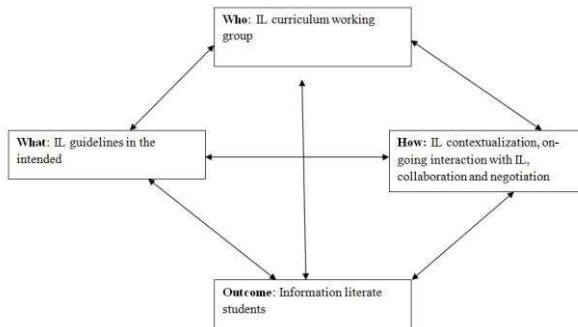 Who: IL curriculum working
group
What: IL guidelines in the
intended
How: IL contextualization, on-
going interaction with IL,
collaboration and negotiation
Outcome: Information literate
students